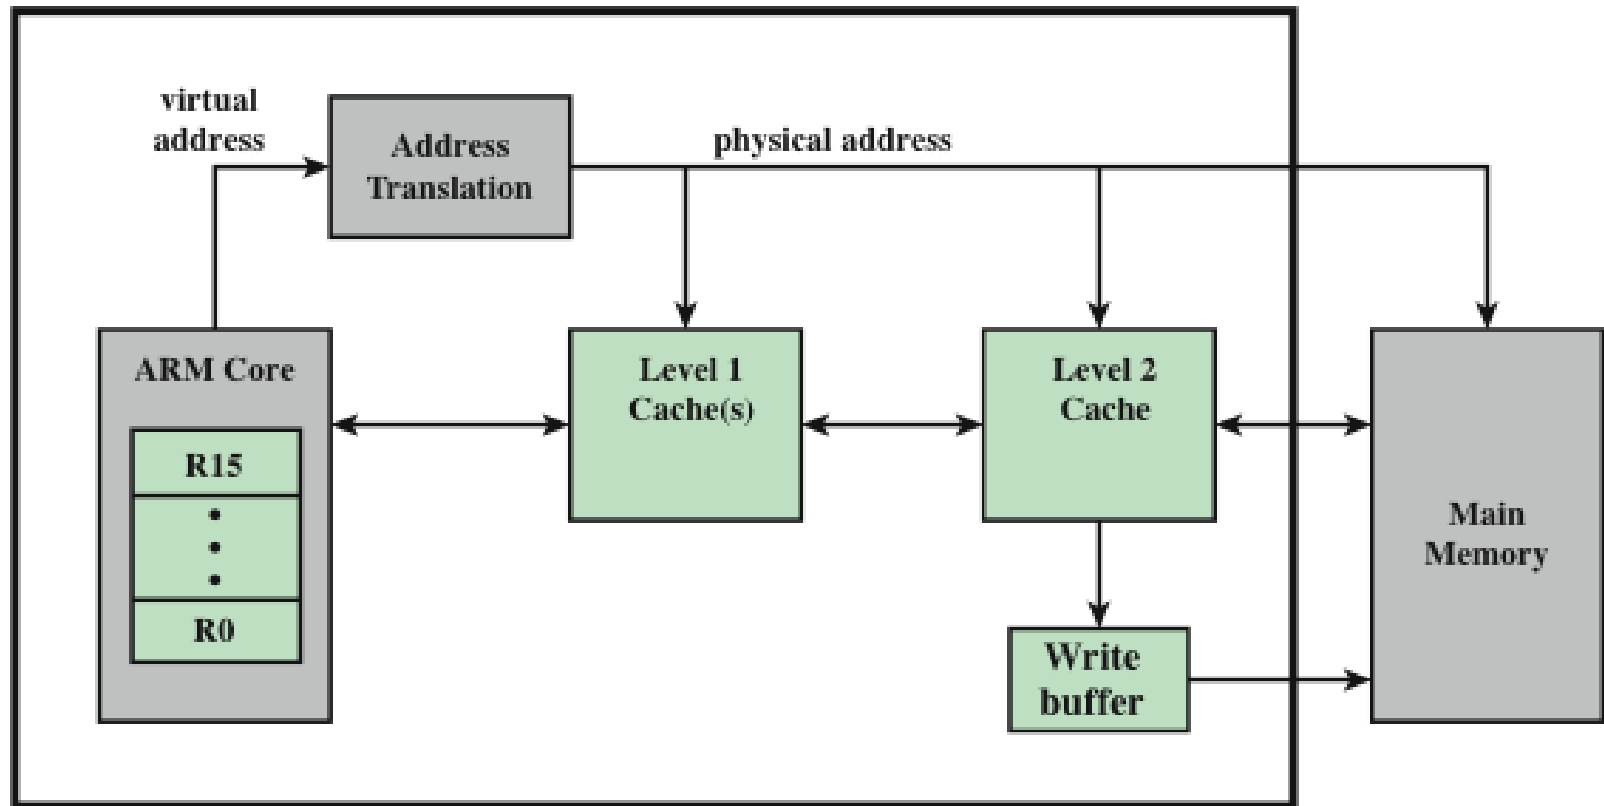 virtual
address
Address
Translation
physical address
ARM Core
R15
R0
Level 1
Cache(s)
Level 2
Cache
Write
buffer
Main
Memory